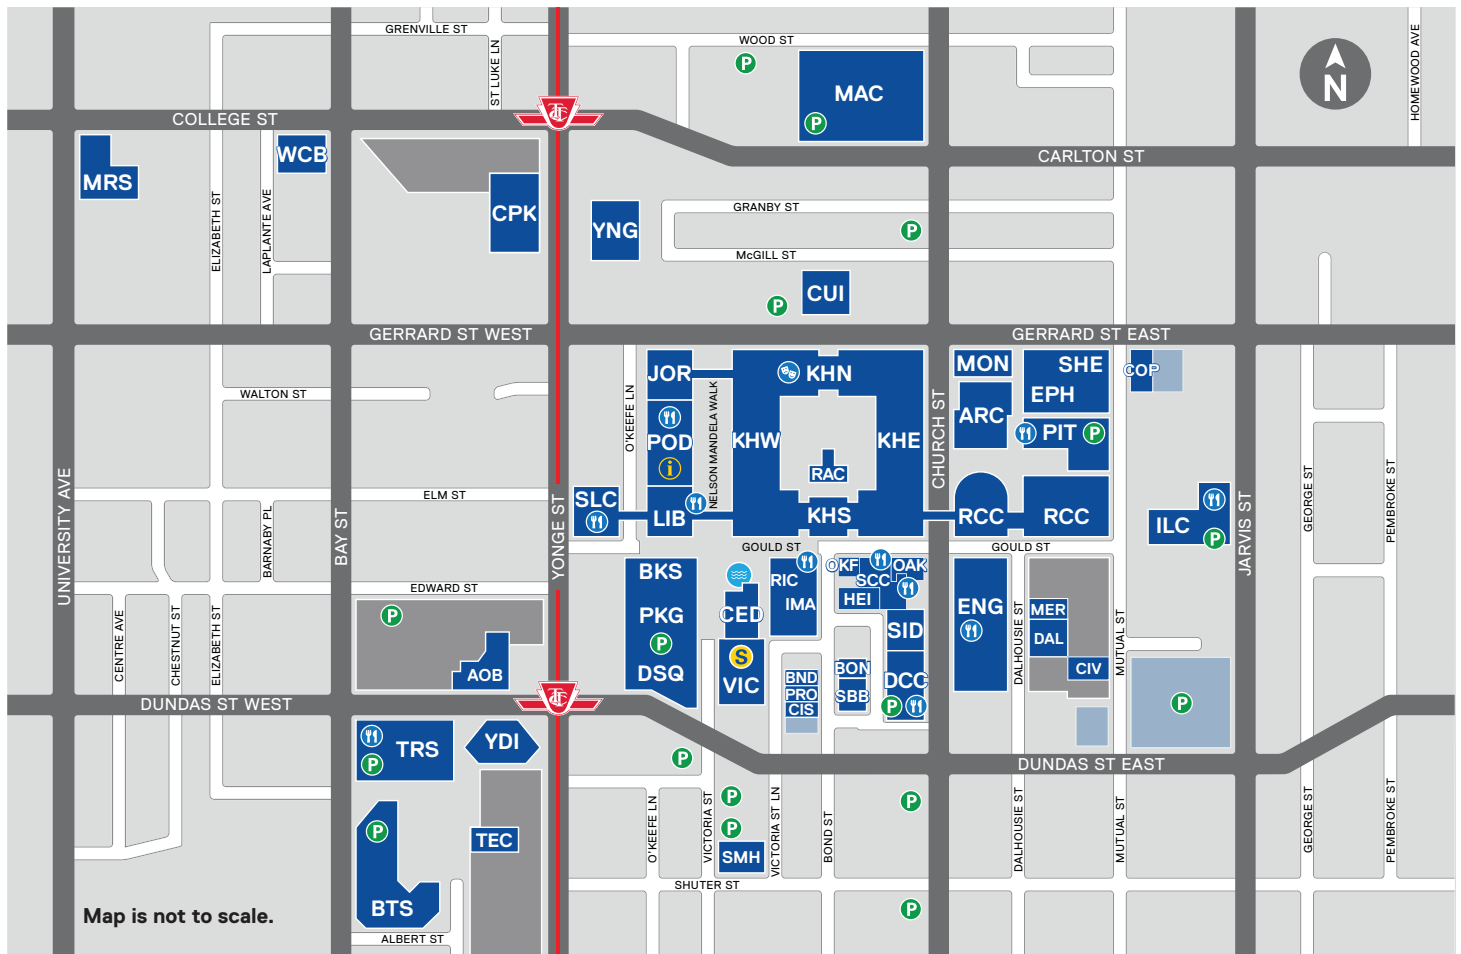 GRENVILLE ST
ST LUKE LN
WOOD ST
HOMEWOOD AVE
P
MAC
P
N
COLLEGE ST
TTC
CARLTON ST
WCB
MRS
CPK
YNG
ELIZABETH ST
LAPLANTE AVE
GRANBY ST
P
McGILL ST
CUI
P
GERRARD ST WEST
GERRARD ST EAST
WALTON ST
O'KEEFE LN
JOR
NELSON MANDELA WALK
KHN
MON
SHE
EPH
COP
ARC
POD
i
KHW
KHE
PIT
P
CHURCH ST
RAC
UNIVERSITY AVE
BARNABY PL
BAY ST
ELM ST
YONGE ST
SLC
LIB
KHS
RCC
RCC
ILC
P
JARVIS ST
GEORGE ST
PEMBROKE ST
GOULD ST
GOULD ST
EDWARD ST
BKS
PKG
P
DSQ
CED
S
VIC
RIC
IMA
OKF
SCC
OAK
HEI
SID
ENG
DALHOUSIE ST
MER
DAL
CIV
MUTUAL ST
CENTRE AVE
CHESTNUT ST
ELIZABETH ST
P
AOB
BND
PRO
CIS
BON
SBB
DCC
P
P
DUNDAS ST WEST
TTC
DUNDAS ST EAST
TRS
P
YDI
P
P
P
P
SMH
TEC
P
BTS
O'KEEFE LN
VICTORIA ST
VICTORIA ST LN
BOND ST
DALHOUSIE ST
MUTUAL ST
GEORGE ST
PEMBROKE ST
SHUTER ST
P
Map is not to scale.
ALBERT ST